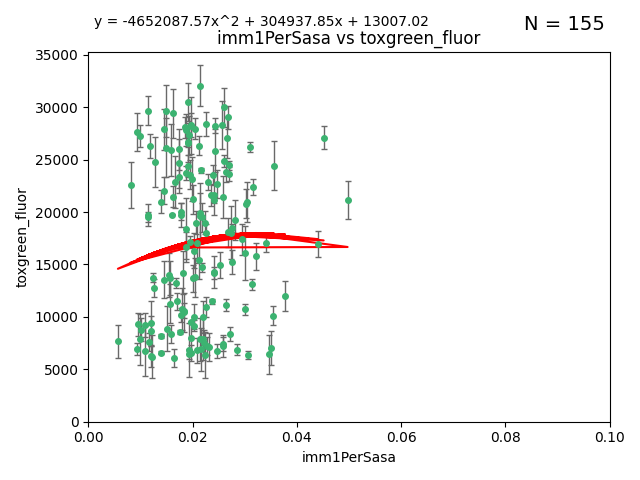 y = -4652087.57x^2 + 304937.85x + 13007.02
N = 155
imm1PerSasa vs toxgreen_fluor
35000
30000
25000
20000
15000
10000
5000
0
toxgreen_fluor
0.00 0.02 0.04 0.06 0.08 0.10
imm1PerSasa